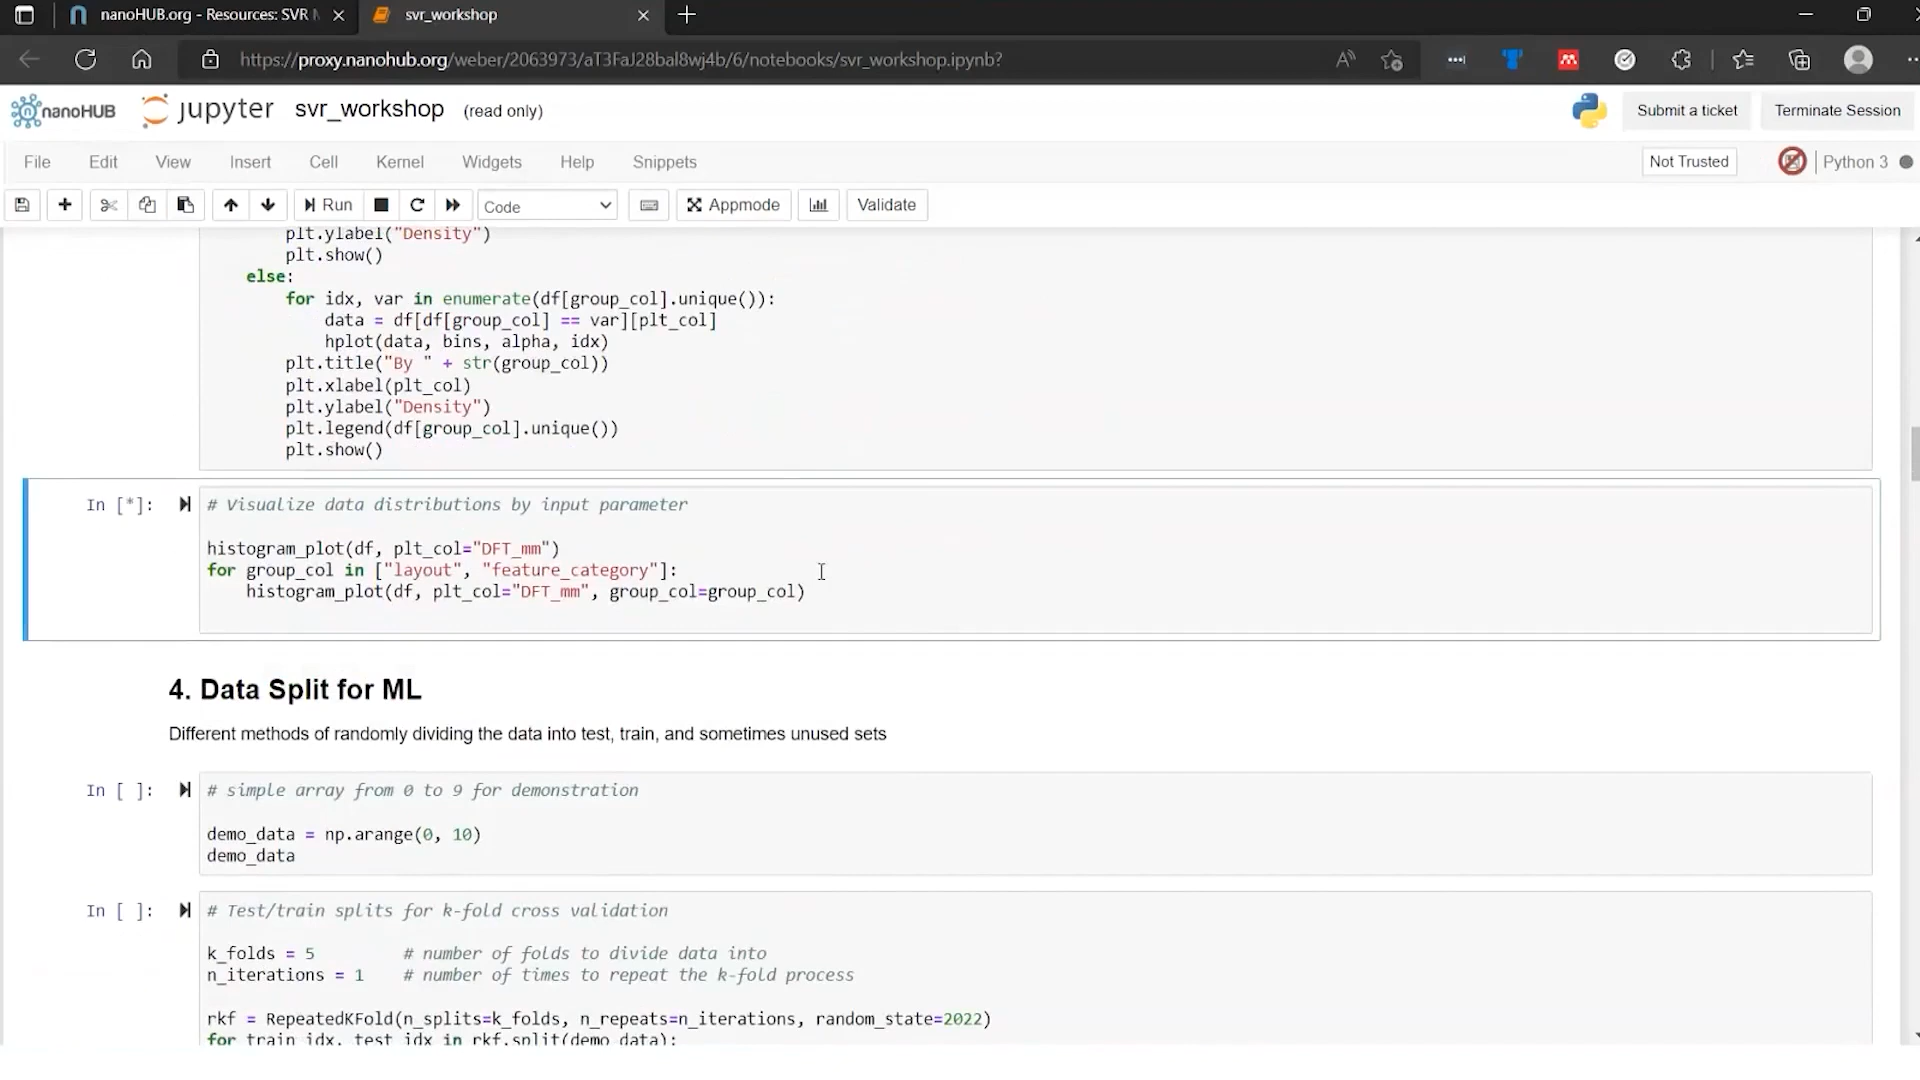 nanoHUB.org - Resources: SVR
svr_workshop
https://proxy.nanohub.org/weber/2063973/aT3FaJ28bal8wj4b/6/notebooks/svr_workshop.ipynb?
nanoHUB
jupyter
svr_workshop (read only)
Submit a ticket
Terminate Session
File Edit View Insert Cell Kernel Widgets Help Snippets
Not Trusted
Python 3
Run
Code
Appmode
Validate
plt.ylabel("Density")
plt.show()
else:
for idx, var in enumerate(df[group_col].unique()):
data = df[df[group_col] == var][plt_col]
hplot(data, bins, alpha, idx)
plt.title("By " + str(group_col))
plt.xlabel(plt_col)
plt.ylabel("Density")
plt.legend(df[group_col].unique())
plt.show()
In [*]:
# Visualize data distributions by input parameter
histogram_plot(df, plt_col="DFT_mm")
for group_col in ["layout", "feature_category"]:
histogram_plot(df, plt_col="DFT_mm", group_col=group_col)
4. Data Split for ML
Different methods of randomly dividing the data into test, train, and sometimes unused sets
In [ ]:
# simple array from 0 to 9 for demonstration
demo_data = np.arange(0, 10)
demo_data
In [ ]:
# Test/train splits for k-fold cross validation
k_folds = 5 # number of folds to divide data into
n_iterations = 1 # number of times to repeat the k-fold process
rkf = RepeatedKFold(n_splits=k_folds, n_repeats=n_iterations, random_state=2022)
for train_idx, test_idx in rkf.split(demo_data):